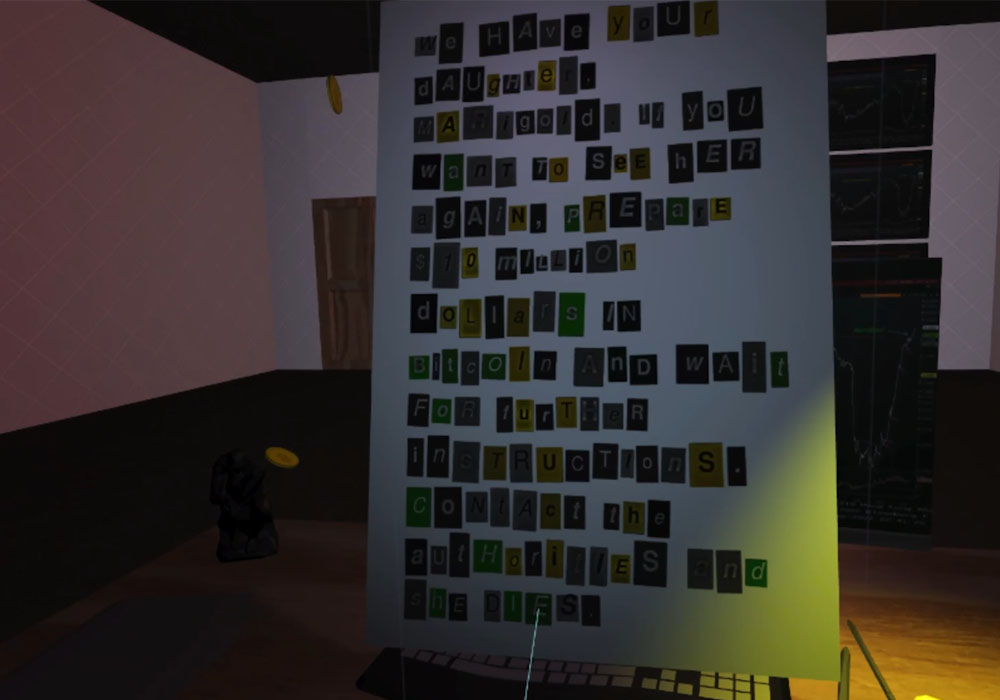 We HAve yoUr
dAUgHter,
MARigold. If yoU
wanT To SeE hER
agAiN, PREparE
$10 milLiOn
doLlars IN
BitcoIn AnD wAIt
FoR furTHeR
insTRUcTIonS.
CoNtAct the
autHoritIES and
shE DIES.